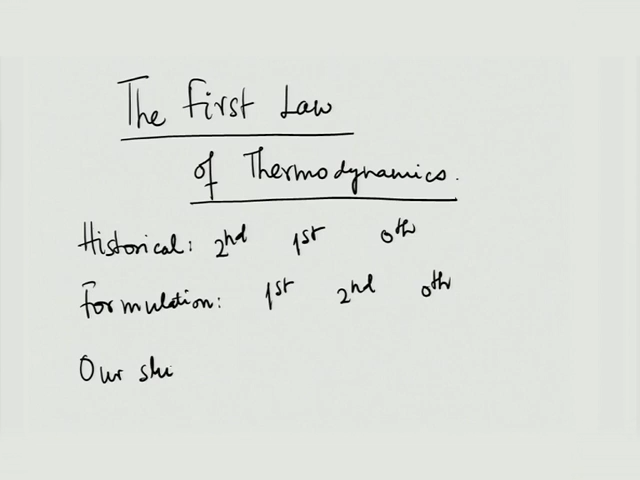 The First Law
of Thermodynamics.
Historical: 2nd 1st 0th
Formulation: 1st 2nd 0th
Our